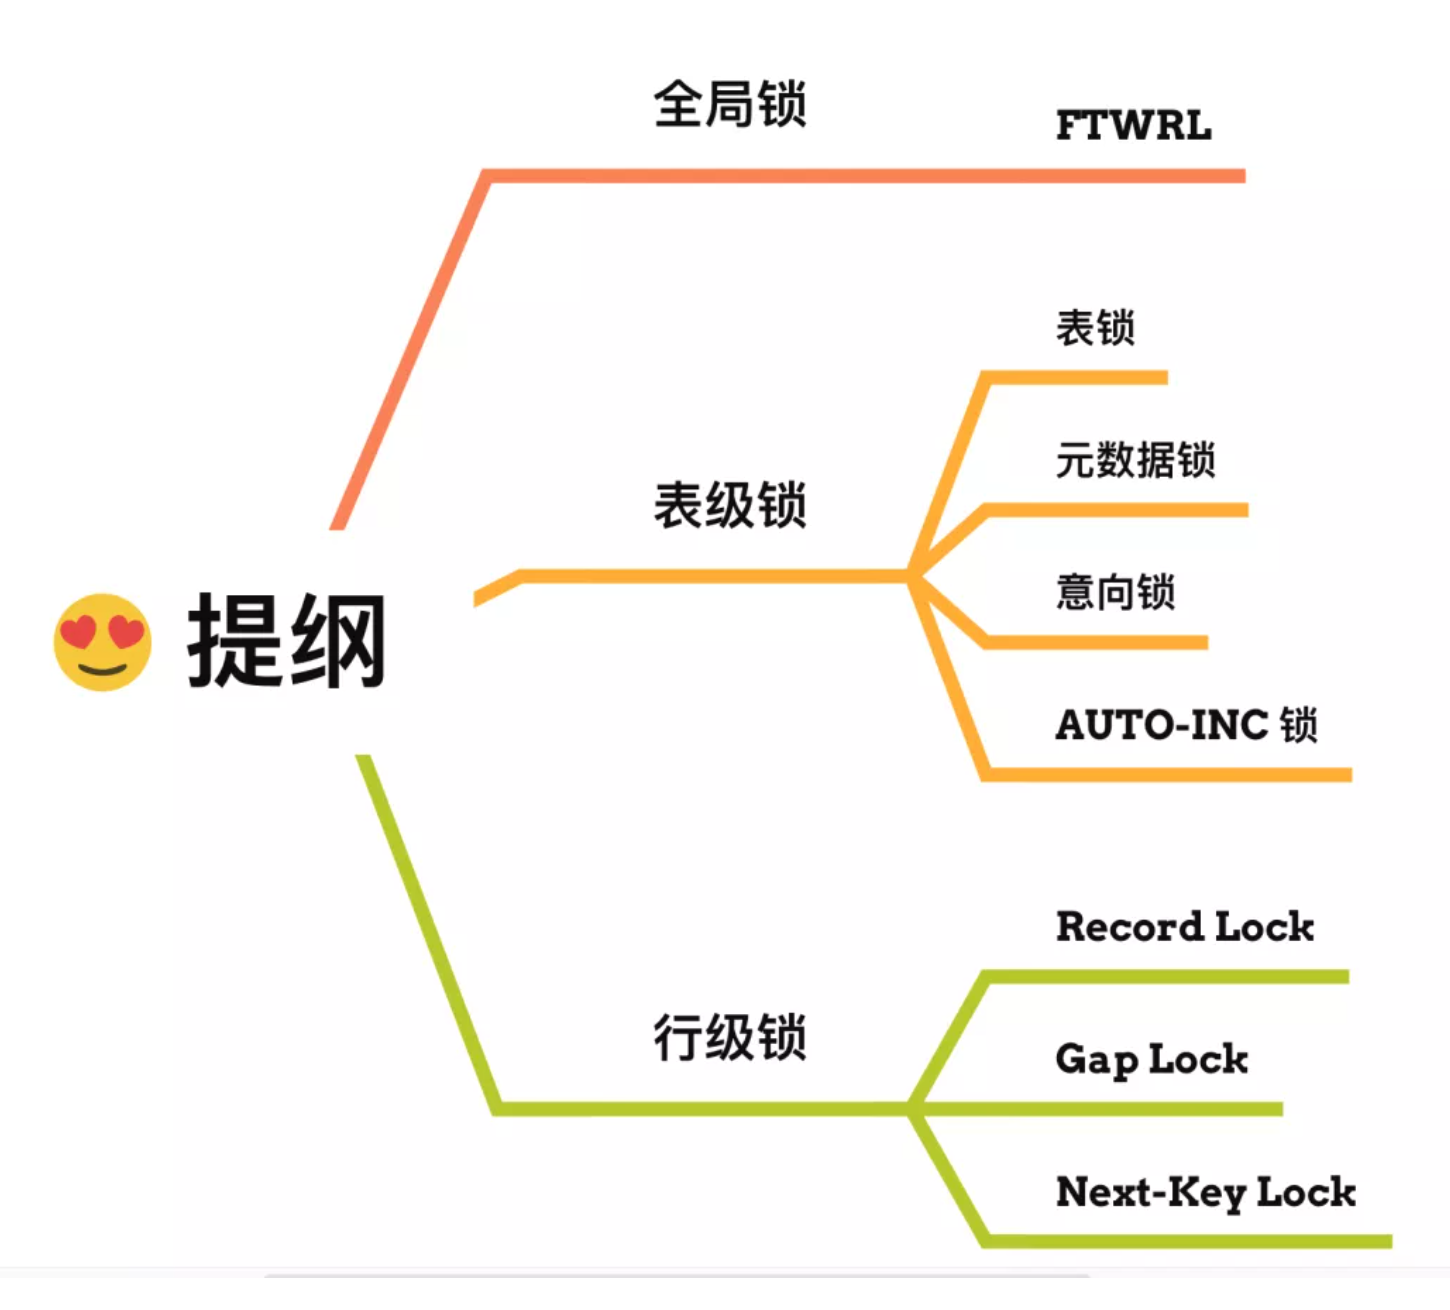 全局锁
FTWRL
😍 提纲
表级锁
表锁
元数据锁
意向锁
AUTO-INC 锁
行级锁
Record Lock
Gap Lock
Next-Key Lock